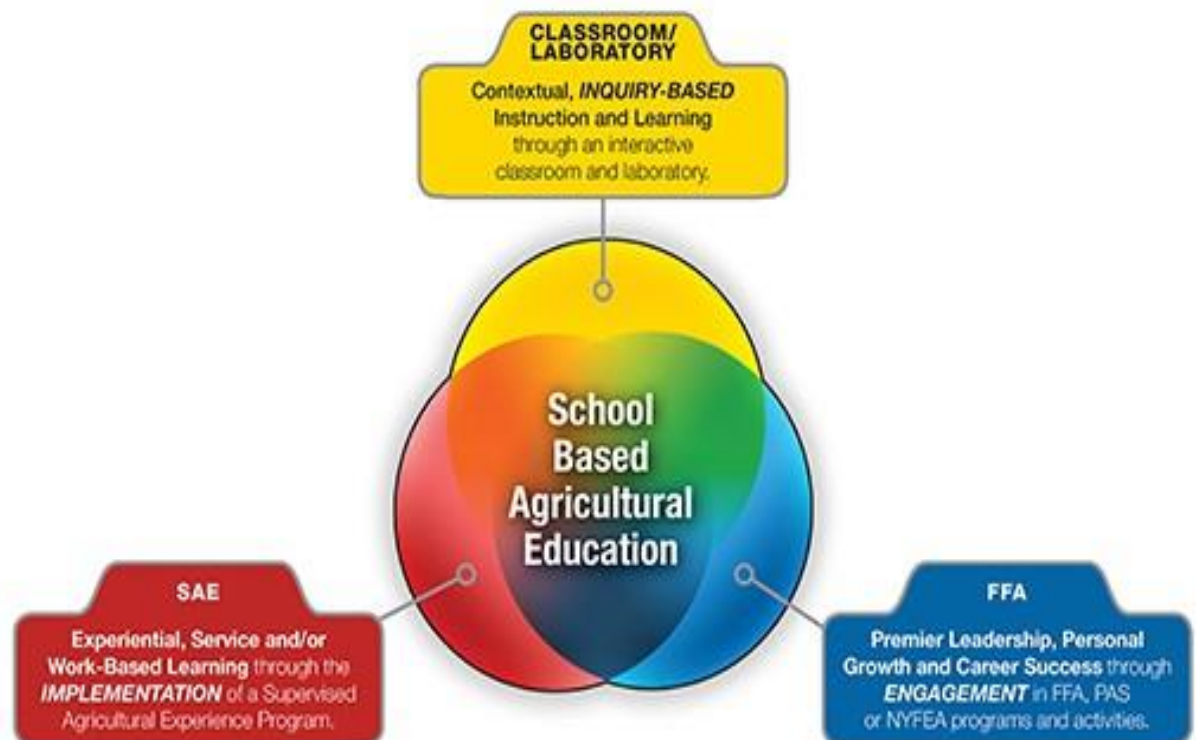 CLASSROOM/
LABORATORY
Contextual, INQUIRY-BASED
Instruction and Learning
through an interactive
classroom and laboratory.
School
Based
Agricultural
Education
SAE
Experiential, Service and/or
Work-Based Learning through the
IMPLEMENTATION of a Supervised
Agricultural Experience Program.
FFA
Premier Leadership, Personal
Growth and Career Success through
ENGAGEMENT in FFA, PAS
or NYFEA programs and activities.